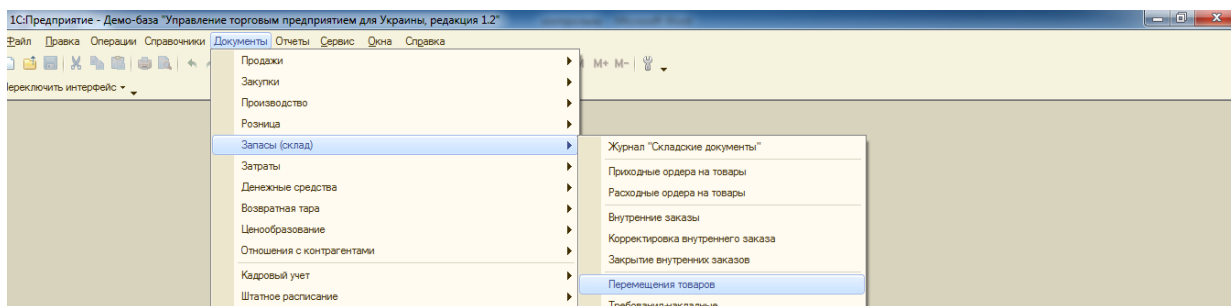 1С:Предприятие - Демо-база "Управление торговым предприятием для Украины, редакция 1.2"
Файл Правка Операции Справочники Документы Отчеты Сервис Окна Справка
M+ M-
Переключить интерфейс
Продажи
Закупки
Производство
Розница
Запасы (склад)
Затраты
Денежные средства
Возвратная тара
Ценообразование
Отношения с контрагентами
Кадровый учет
Штатное расписание
Журнал "Складские документы"
Приходные ордера на товары
Расходные ордера на товары
Внутренние заказы
Корректировка внутреннего заказа
Закрытие внутренних заказов
Перемещения товаров
Требования-накладные